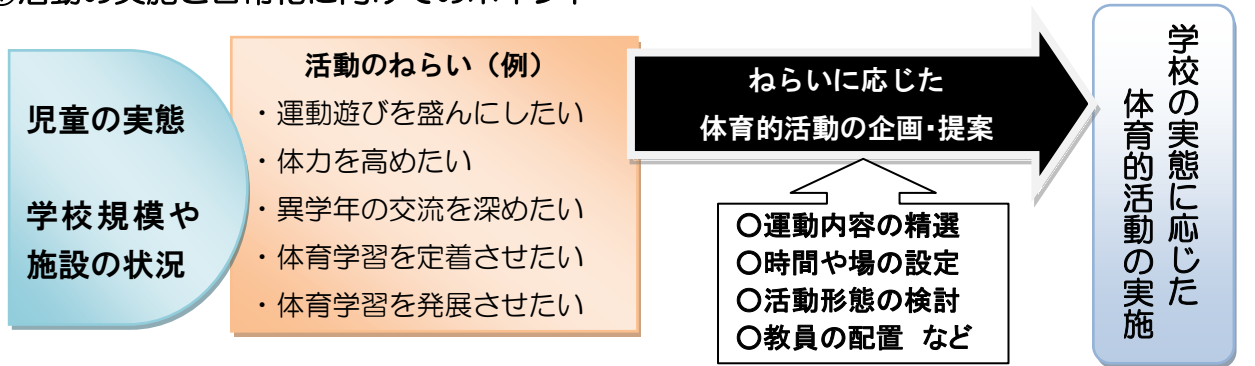 児童の実態
学校規模や
施設の状況
活動のねらい（例）
・運動遊びを盛んにしたい
・体力を高めたい
・異学年の交流を深めたい
・体育学習を定着させたい
・体育学習を発展させたい
ねらいに応じた
体育的活動の企画・提案
〇運動内容の精選
〇時間や場の設定
〇活動形態の検討
〇教員の配置 など
学校の実態に応じた
体育的活動の実施